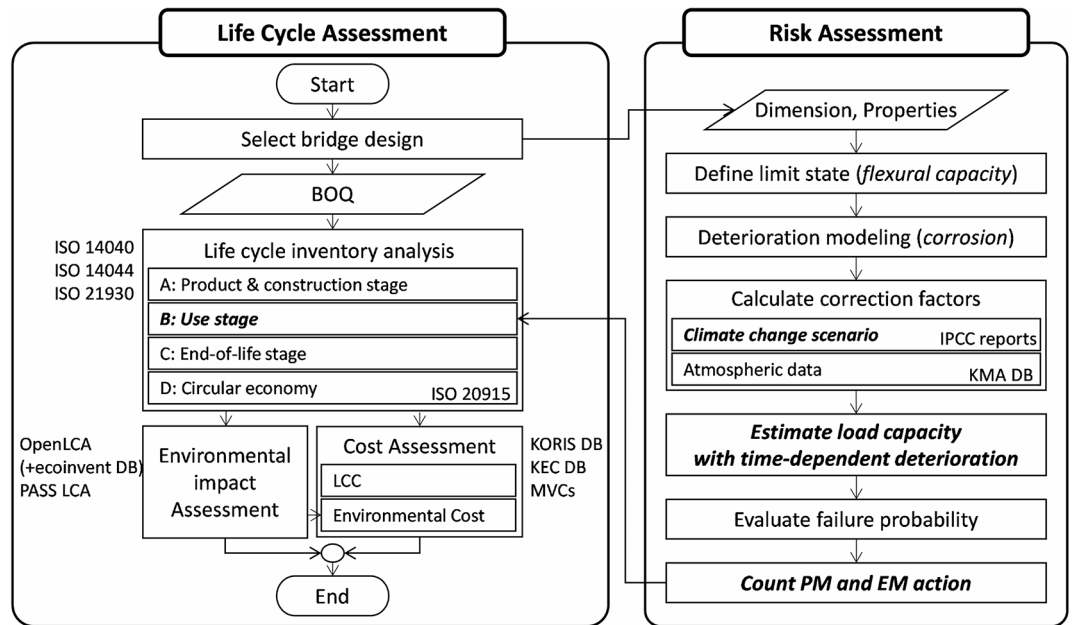 Life Cycle Assessment
Start
Select bridge design
BOQ
ISO 14040
ISO 14044
ISO 21930
Life cycle inventory analysis
A: Product & construction stage
B: Use stage
C: End-of-life stage
D: Circular economy
ISO 20915
OpenLCA
(+ecoinvent DB)
PASS LCA
Environmental
impact
Assessment
Cost Assessment
LCC
Environmental Cost
KORIS DB
KEC DB
MVCs
End
Risk Assessment
Dimension, Properties
Define limit state (flexural capacity)
Deterioration modeling (corrosion)
Calculate correction factors
Climate change scenario
IPCC reports
Atmospheric data
KMA DB
Estimate load capacity
with time-dependent deterioration
Evaluate failure probability
Count PM and EM action